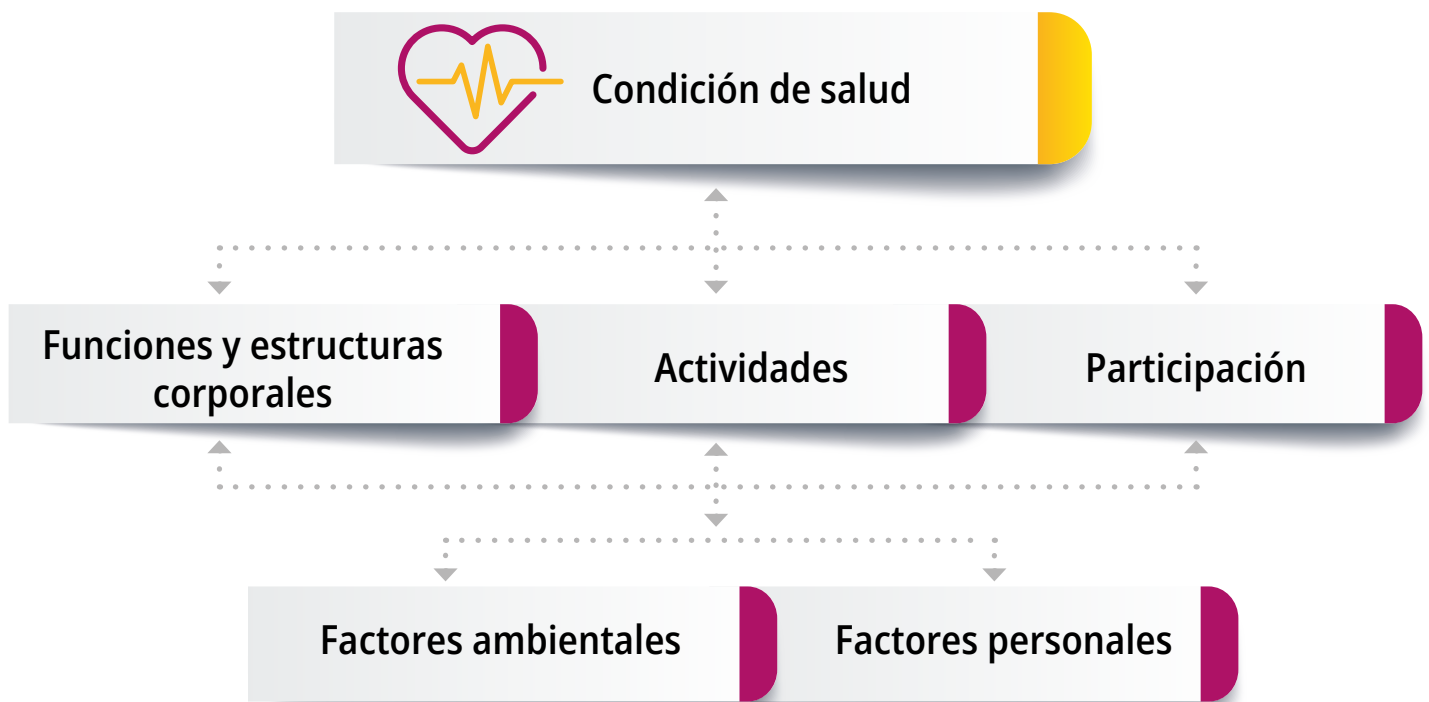 Condición de salud
Funciones y estructuras
corporales
Actividades
Participación
Factores ambientales
Factores personales